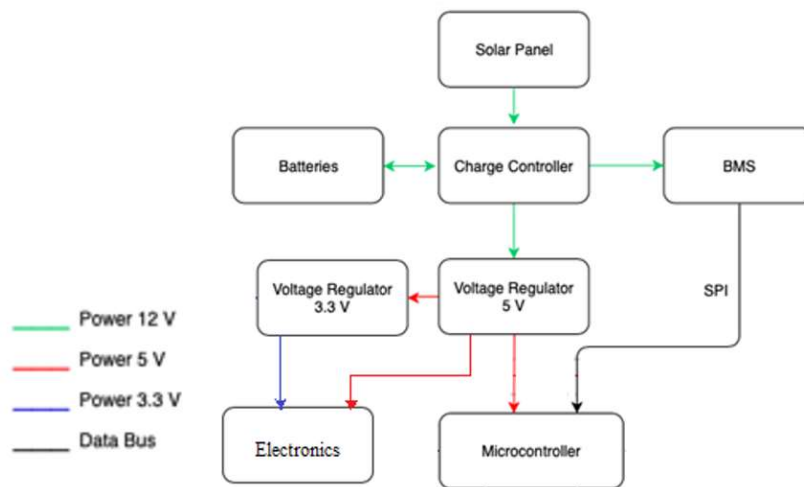 Solar Panel
Batteries
Charge Controller
BMS
Voltage Regulator
3.3 V
Voltage Regulator
5 V
SPI
Power 12 V
Power 5 V
Power 3.3 V
Data Bus
Electronics
Microcontroller